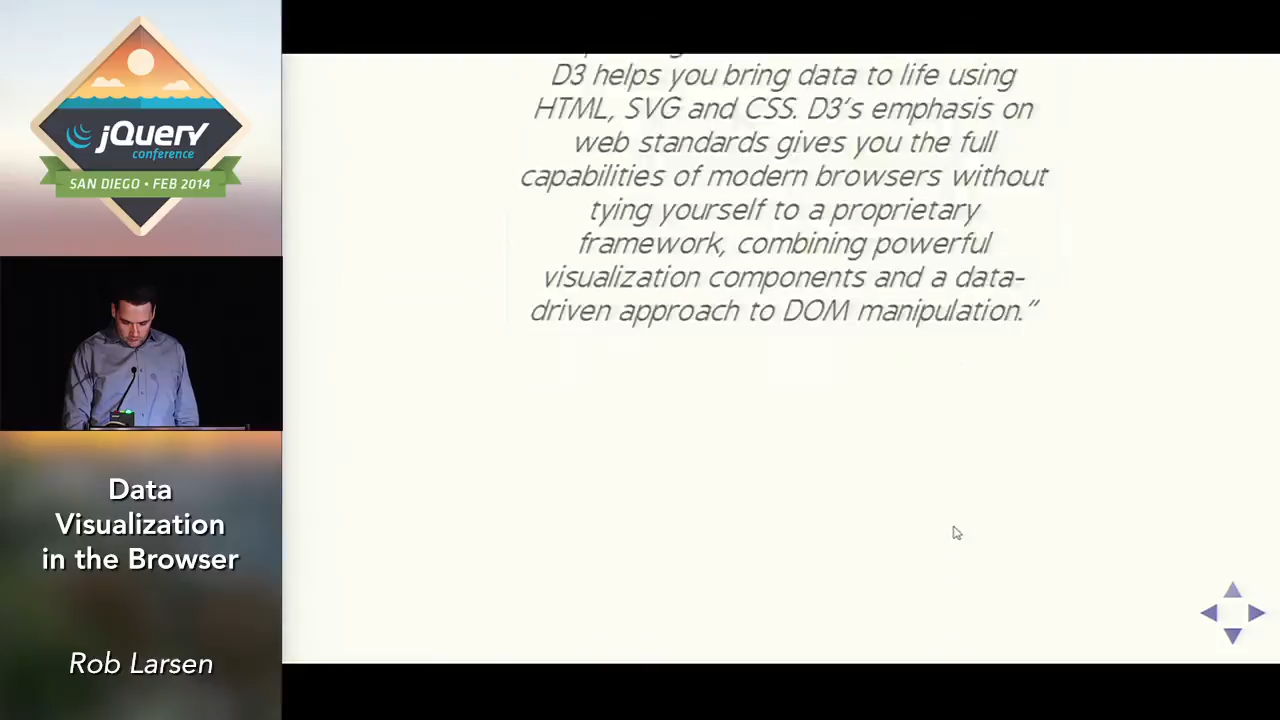 jQuery
conference
SAN DIEGO • FEB 2014
Data
Visualization
in the Browser
Rob Larsen
D3 helps you bring data to life using
HTML, SVG and CSS. D3's emphasis on
web standards gives you the full
capabilities of modern browsers without
tying yourself to a proprietary
framework, combining powerful
visualization components and a data-
driven approach to DOM manipulation.”